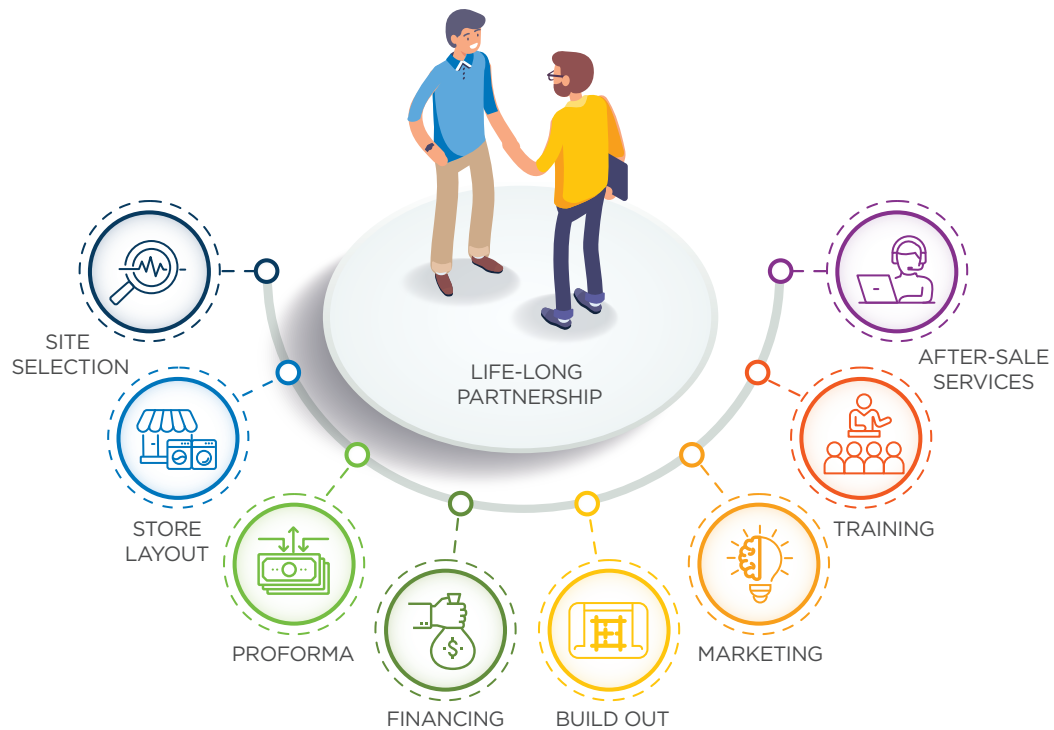 LIFE-LONG
PARTNERSHIP
SITE
SELECTION
STORE
LAYOUT
PROFORMA
FINANCING
$
BUILD OUT
MARKETING
TRAINING
AFTER-SALE
SERVICES